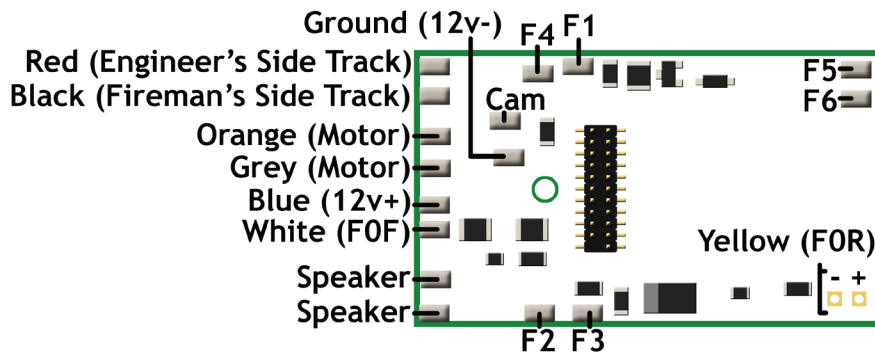 Ground (12v-)
F4
F1
Red (Engineer's Side Track)
Black (Fireman's Side Track)
F5
F6
Cam
Orange (Motor)
Grey (Motor)
Blue (12v+)
White (F0F)
Yellow (F0R)
- +
Speaker
Speaker
F2
F3